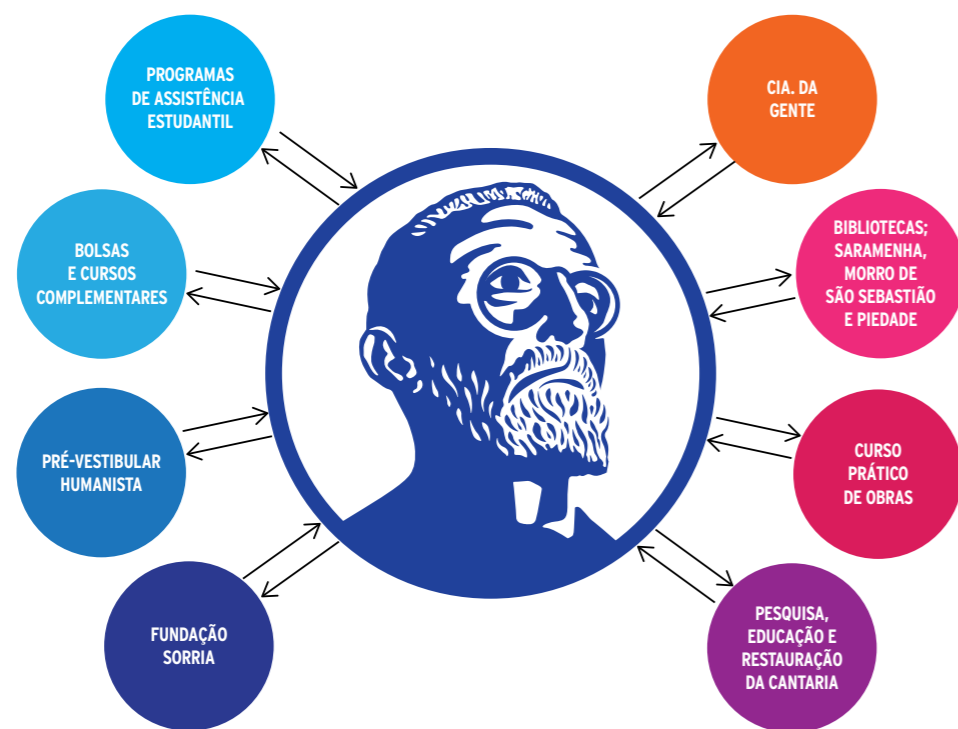 PROGRAMAS
DE ASSISTÊNCIA
ESTUDANTIL
CIA. DA
GENTE
BOLSAS
E CURSOS
COMPLEMENTARES
BIBLIOTECAS;
SARAMENHA,
MORRO DE
SÃO SEBASTIÃO
E PIEDADE
PRÉ-VESTIBULAR
HUMANISTA
CURSO
PRÁTICO
DE OBRAS
FUNDAÇÃO
SORRIA
PESQUISA,
EDUCAÇÃO E
RESTAURAÇÃO
DA CANTARIA